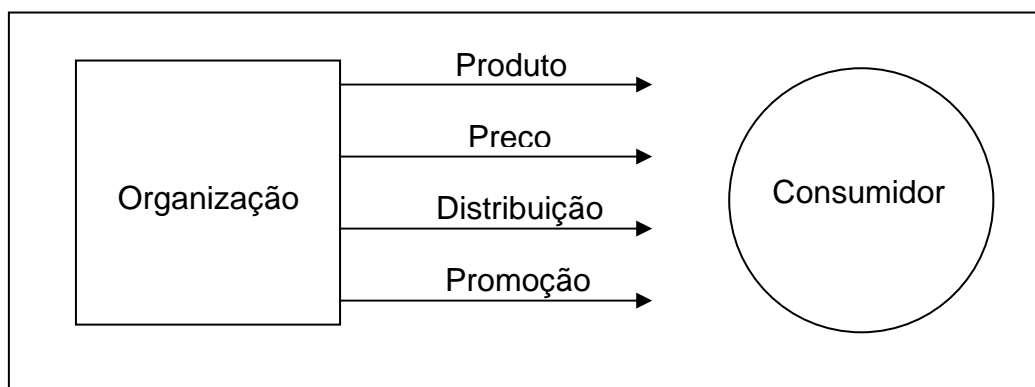 Produto
Preco
Organização
Distribuição
Promoção
Consumidor